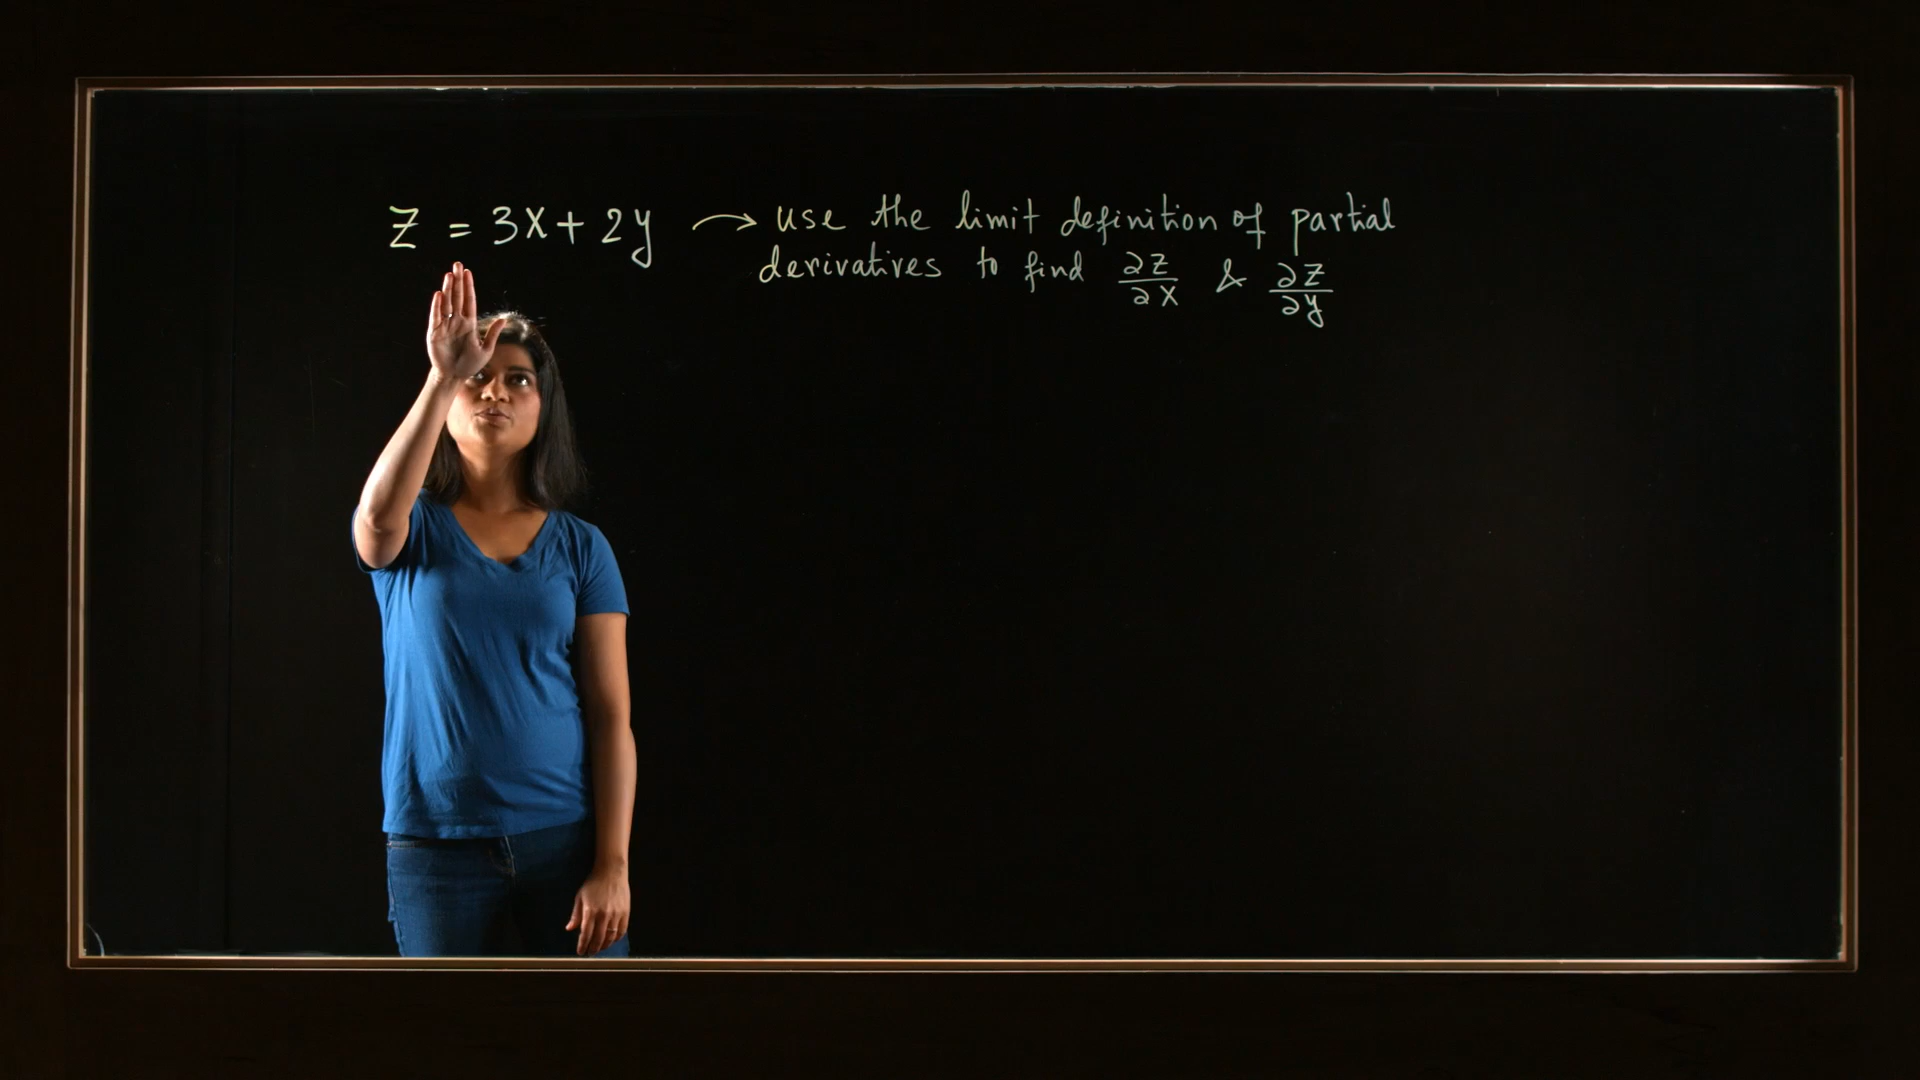 z = 3x + 2y → use the limit definition of partial
derivatives to find ∂z/∂x & ∂z/∂y